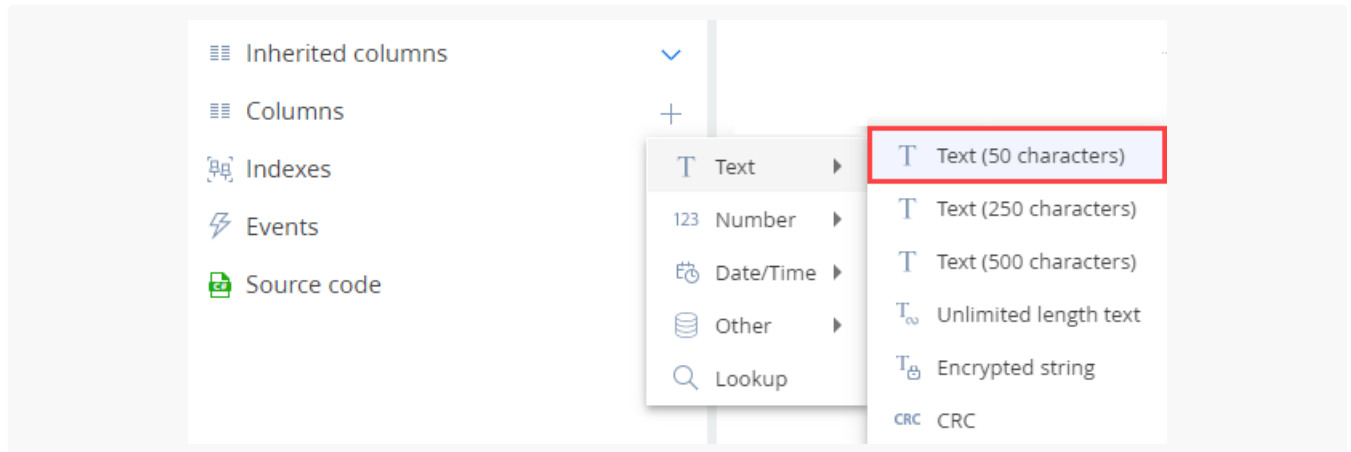 Inherited columns
Columns
Indexes
Events
Source code
Text
123 Number
Date/Time
Other
Lookup
Text (50 characters)
Text (250 characters)
Text (500 characters)
Unlimited length text
Encrypted string
CRC CRC